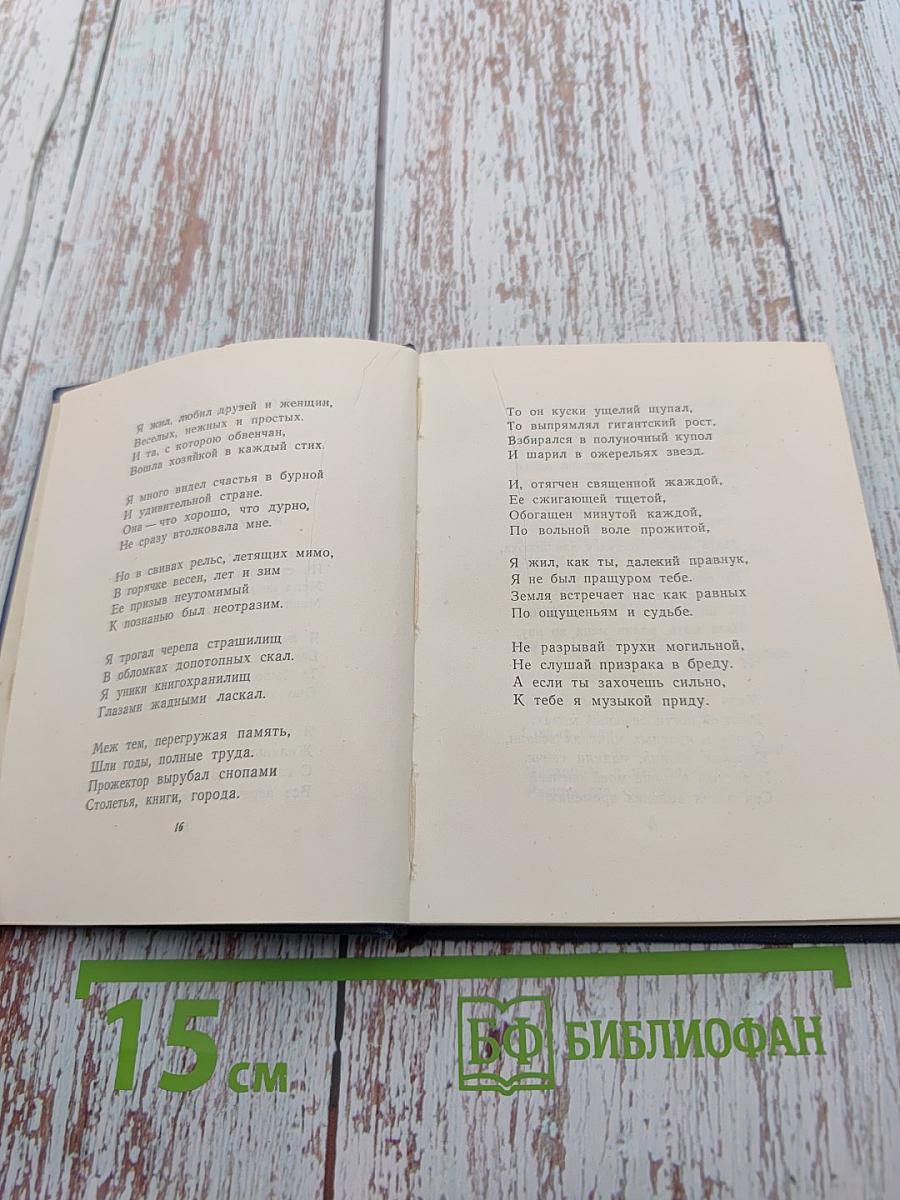 Я жил, любил друзей и женщин,
Веселых, нежных и простых.
И та, с которою обвенчан,
Вошла хозяйкой в каждый стих.
Я много видел счастья в бурной
И удивительной стране.
Она — что хорошо, что дурно,
Не сразу втолковала мне.
Но в свивах рельс, летящих мимо,
В горячке весен, лет и зим
Ее призыв неутомимый
К познанью был неотразим.
Я трогал черепа страшилищ
В обломках допотопных скал.
Я уники книгохранилищ
Глазами жадными ласкал.
Меж тем, перегружая память,
Шли годы, полные труда.
Прожектор вырубал снопами
Столетья, книги, города.
16
То он куски ущелий щупал,
То выпрямлял гигантский рост,
Взбирался в полуночный купол
И шарил в ожерельях звезд.
И, отягчен священной жаждой,
Ее сжигающей тщетой,
Обогащен минутой каждой,
По вольной воле прожитой,
Я жил, как ты, далекий правнук,
Я не был пращуром тебе.
Земля встречает нас как равных
По ощущеньям и судьбе.
Не разрывай трухи могильной,
Не слушай призрака в бреду.
А если ты захочешь сильно,
К тебе я музыкой приду.
15 см
БФ БИБЛИОФАН